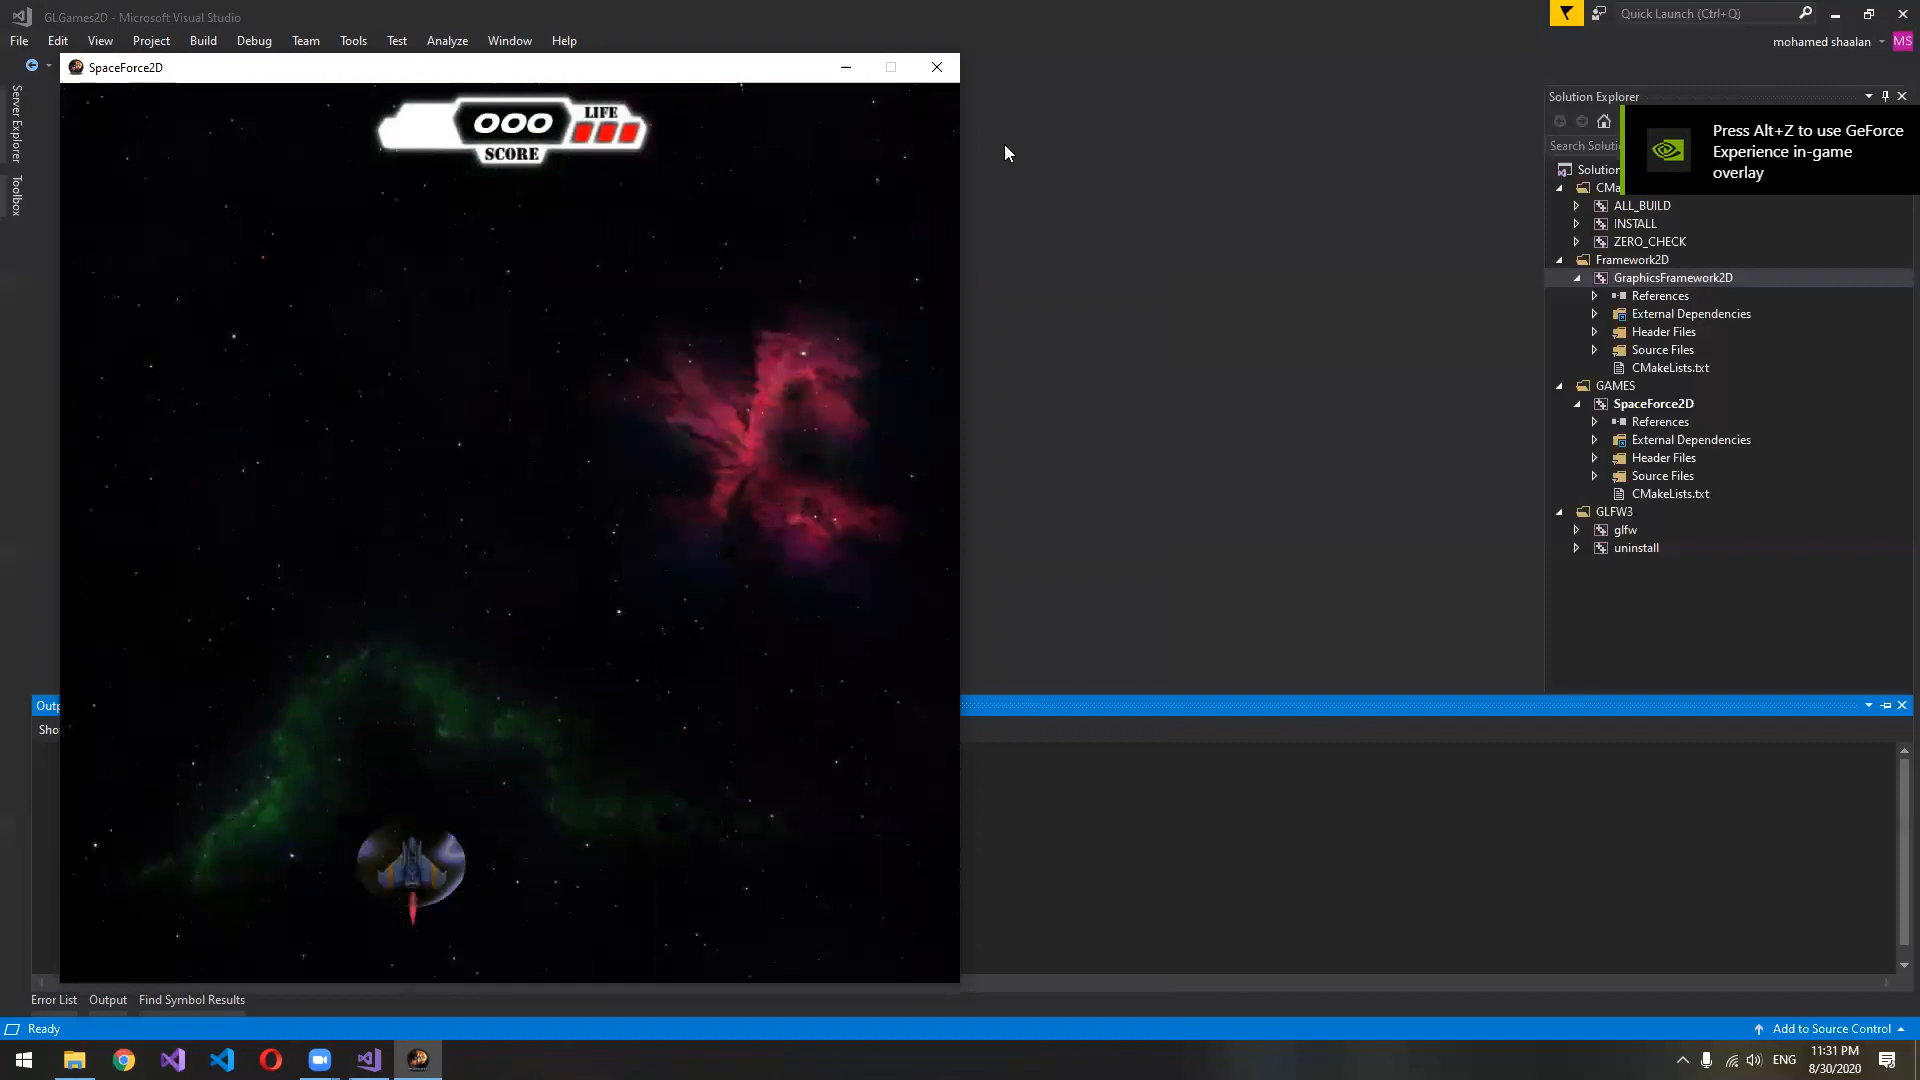 GLGames2D - Microsoft Visual Studio
Quick Launch (Ctrl+Q)
File Edit View Project Build Debug Team Tools Test Analyze Window Help
mohamed shaalan MS
SpaceForce2D
Server Explorer
Toolbox
000
SCORE
LIFE
Solution Explorer
Press Alt+Z to use GeForce
Experience in-game
overlay
Search Soluti
Solution
CMa
ALL_BUILD
INSTALL
ZERO_CHECK
Framework2D
GraphicsFramework2D
References
External Dependencies
Header Files
Source Files
CMakeLists.txt
GAMES
SpaceForce2D
References
External Dependencies
Header Files
Source Files
CMakeLists.txt
GLFW3
glfw
uninstall
Outp
Sho
Error List Output Find Symbol Results
Ready
Add to Source Control
ENG
11:31 PM
8/30/2020